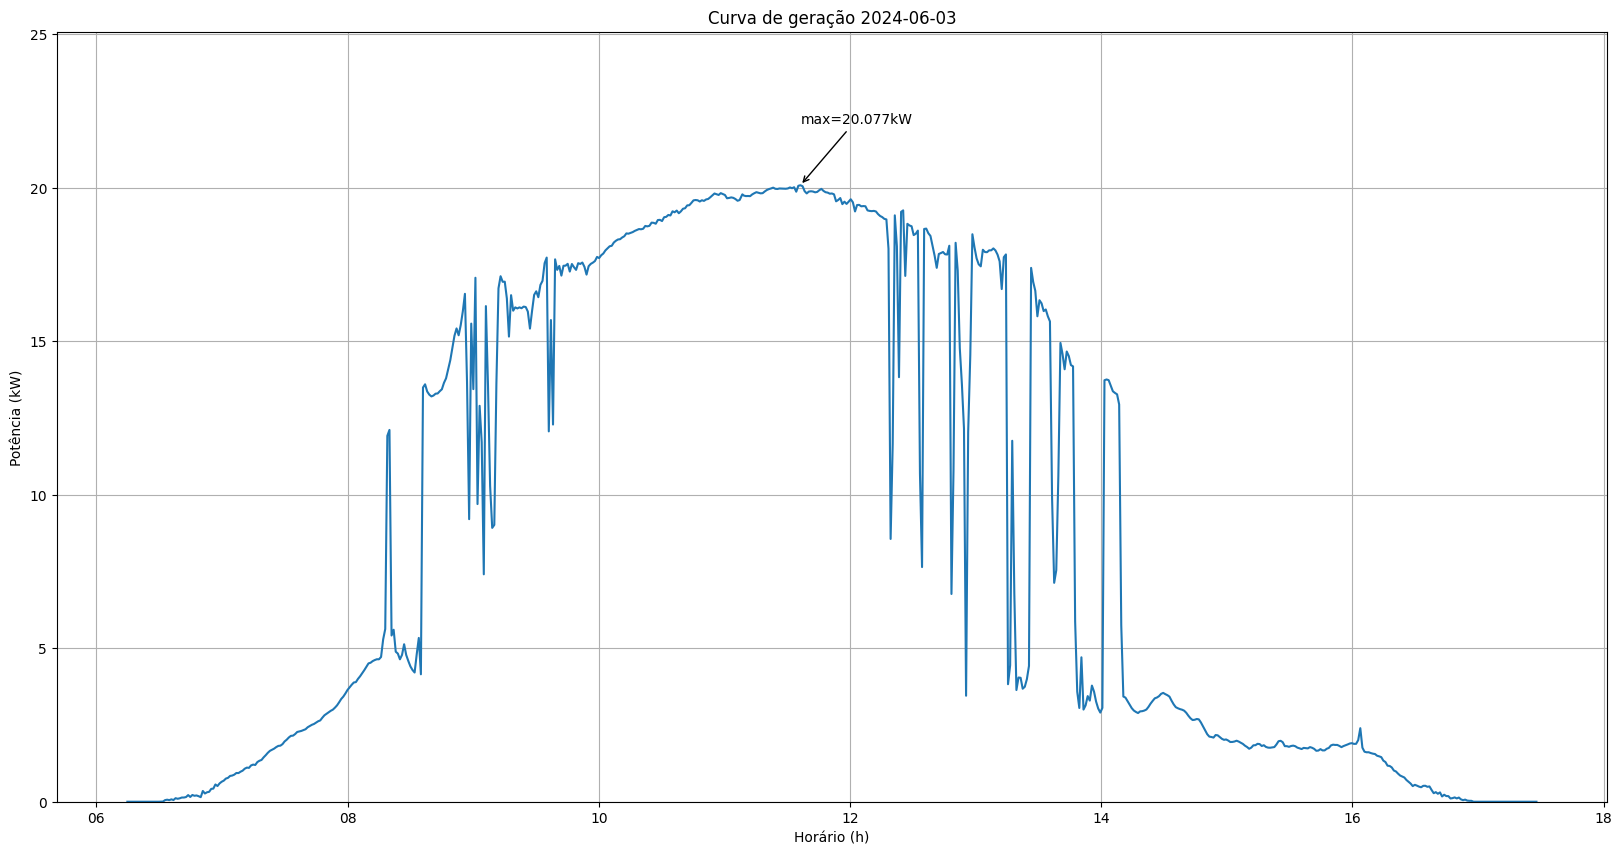 Curva de geração 2024-06-03
25
max=20.077kW
20
15
Potência (kW)
10
5
0
06 08 10 12 14 16 18
Horário (h)